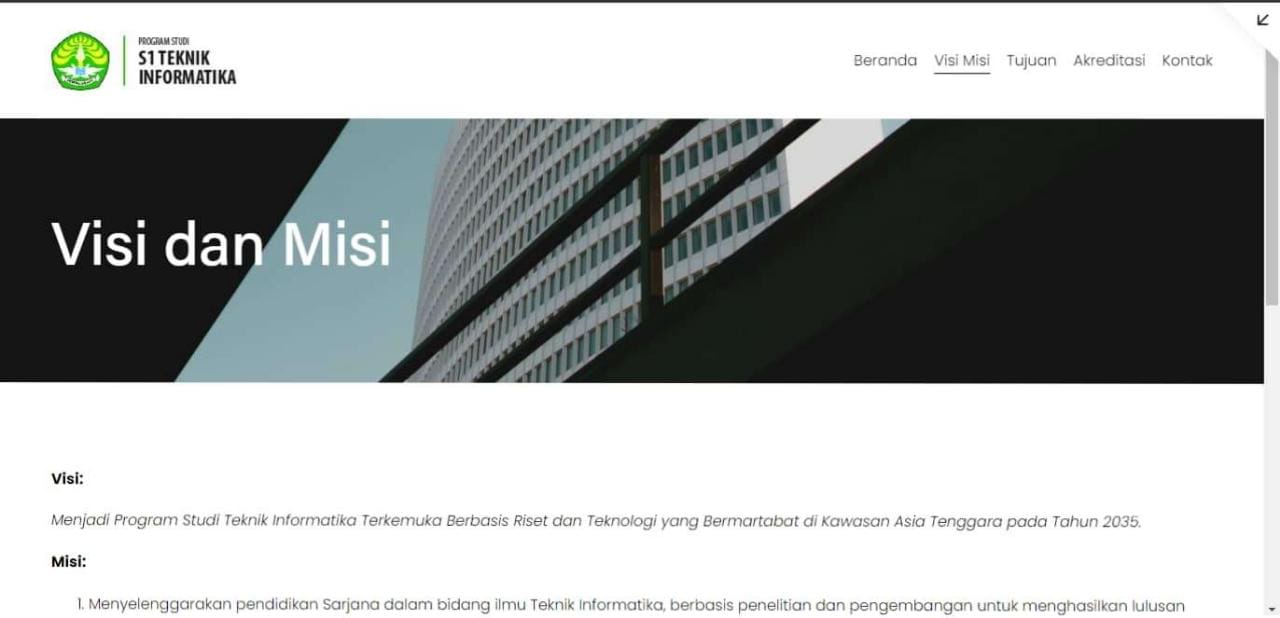 PROGRAM STUDI
S1 TEKNIK
INFORMATIKA
Beranda Visi Misi Tujuan Akreditasi Kontak
Visi dan Misi
Visi:
Menjadi Program Studi Teknik Informatika Terkemuka Berbasis Riset dan Teknologi yang Bermartabat di Kawasan Asia Tenggara pada Tahun 2035.
Misi:
1. Menyelenggarakan pendidikan Sarjana dalam bidang ilmu Teknik Informatika, berbasis penelitian dan pengembangan untuk menghasilkan lulusan